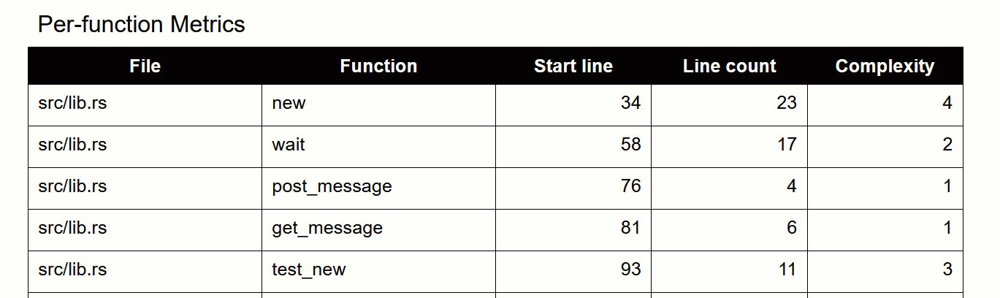 Per-function Metrics
File Function Start line Line count Complexity
src/lib.rs new 34 23 4
src/lib.rs wait 58 17 2
src/lib.rs post_message 76 4 1
src/lib.rs get_message 81 6 1
src/lib.rs test_new 93 11 3